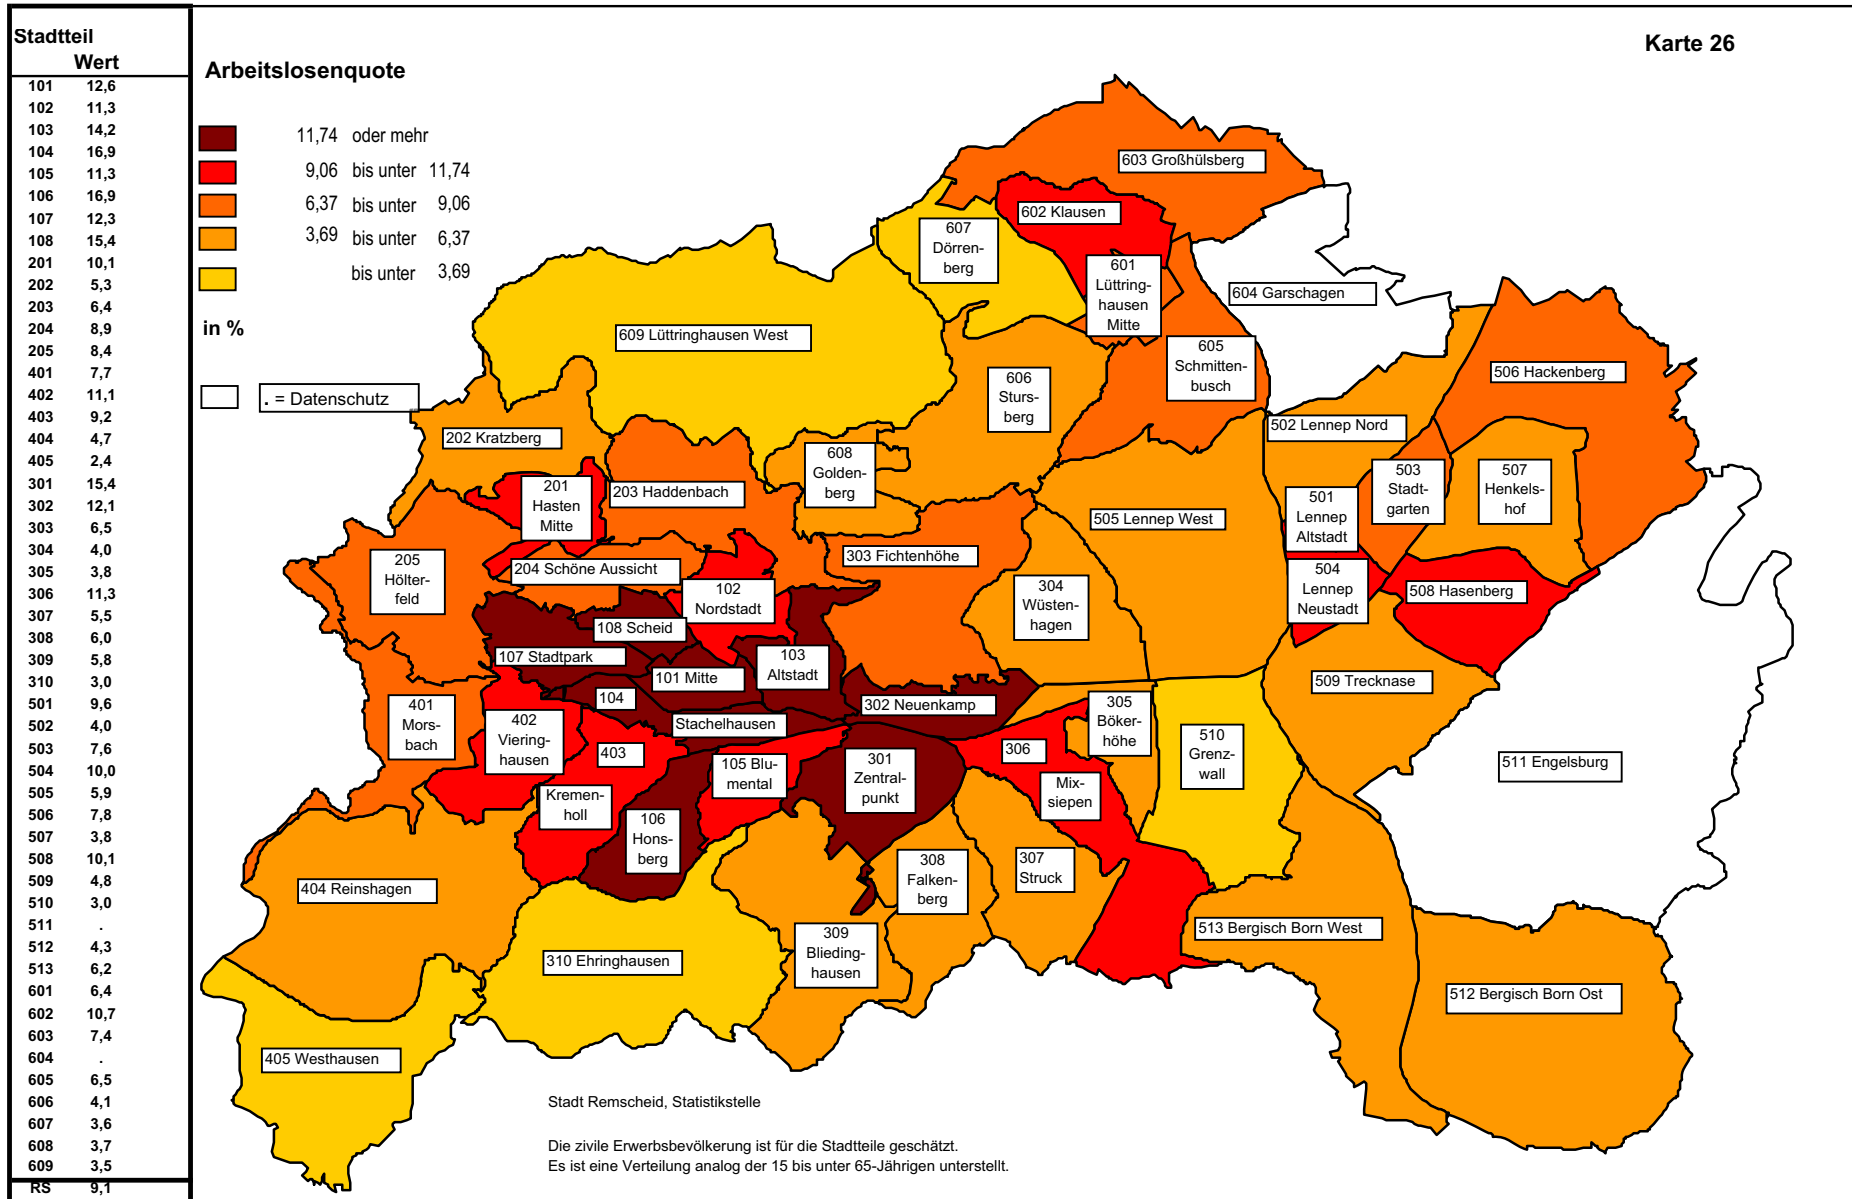 Stadtteil
Wert
101 12,6
102 11,3
103 14,2
104 16,9
105 11,3
106 16,9
107 12,3
108 15,4
201 10,1
202 5,3
203 6,4
204 8,9
205 8,4
401 7,7
402 11,1
403 9,2
404 4,7
405 2,4
301 15,4
302 12,1
303 6,5
304 4,0
305 3,8
306 11,3
307 5,5
308 6,0
309 5,8
310 3,0
501 9,6
502 4,0
503 7,6
504 10,0
505 5,9
506 7,8
507 3,8
508 10,1
509 4,8
510 3,0
511 .
512 4,3
513 6,2
601 6,4
602 10,7
603 7,4
604 .
605 6,5
606 4,1
607 3,6
608 3,7
609 3,5
RS 9,1
Karte 26
Arbeitslosenquote
11,74 oder mehr
9,06 bis unter 11,74
6,37 bis unter 9,06
3,69 bis unter 6,37
bis unter 3,69
in %
. = Datenschutz
603 Großhülsberg
602 Klausen
607
Dörren-
berg
601
Lüttring-
hausen
Mitte
604 Garschagen
609 Lüttringhausen West
605
Schmitten-
busch
606
Sturs-
berg
506 Hackenberg
502 Lennep Nord
202 Kratzberg
608
Golden-
berg
503
Stadt-
garten
507
Henkels-
hof
201
Hasten
Mitte
203 Haddenbach
501
Lennep
Altstadt
505 Lennep West
303 Fichtenhöhe
205
Hölter-
feld
204 Schöne Aussicht
102
Nordstadt
304
Wüsten-
hagen
504
Lennep
Neustadt
508 Hasenberg
108 Scheid
107 Stadtpark
103
Altstadt
101 Mitte
509 Trecknase
104
Stachelhausen
302 Neuenkamp
305
Böker-
höhe
401
Mors-
bach
402
Viering-
hausen
403
Kremen-
holl
510
Grenz-
wall
306
Mix-
siepen
105 Blu-
mental
301
Zentral-
punkt
511 Engelsburg
106
Hons-
berg
307
Struck
308
Falken-
berg
404 Reinshagen
513 Bergisch Born West
309
Blieding-
hausen
310 Ehringhausen
512 Bergisch Born Ost
405 Westhausen
Stadt Remscheid, Statistikstelle
Die zivile Erwerbsbevölkerung ist für die Stadtteile geschätzt.
Es ist eine Verteilung analog der 15 bis unter 65-Jährigen unterstellt.